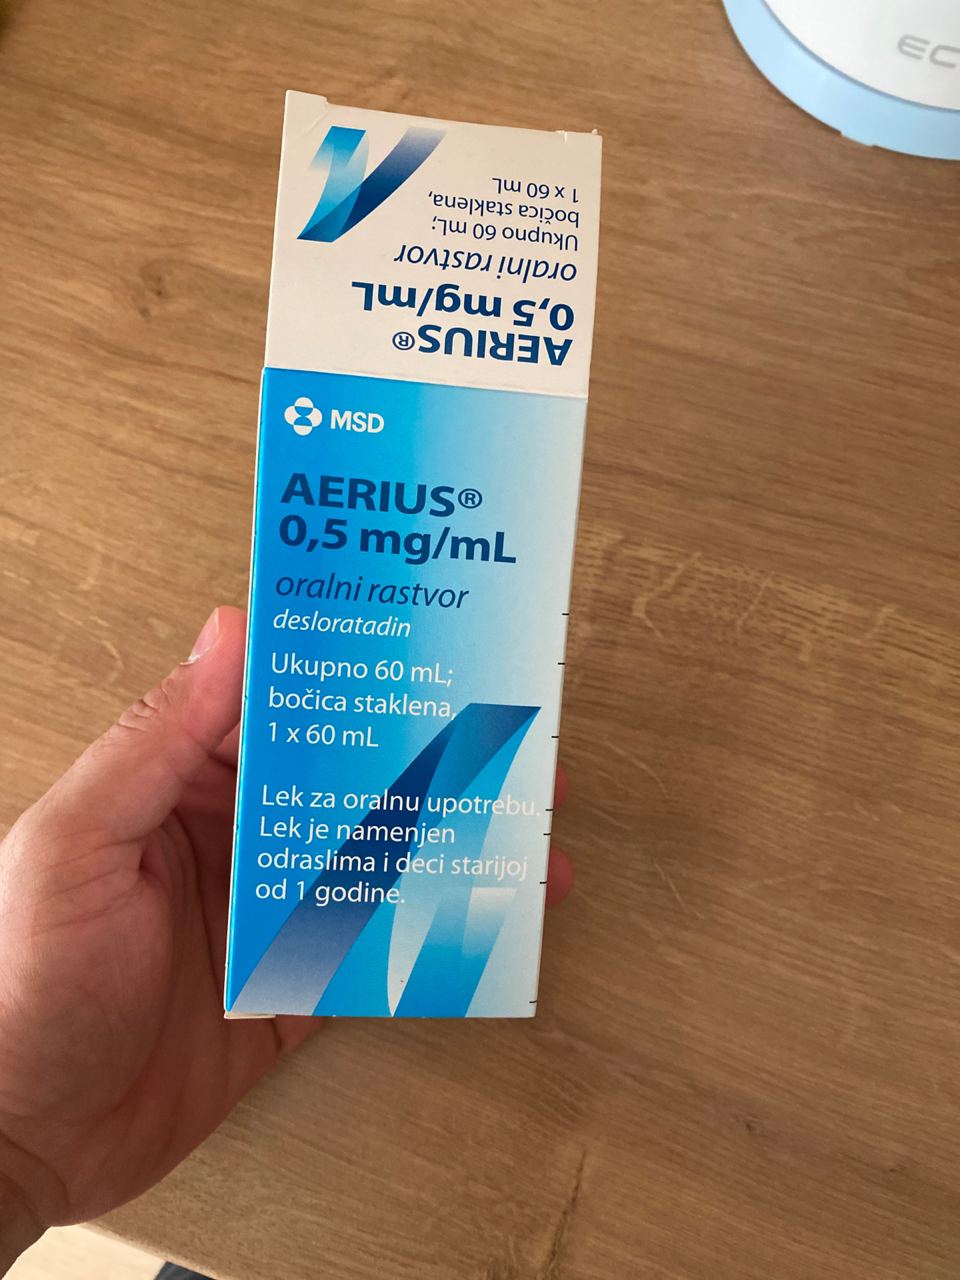 AERIUS®
0,5 mg/mL
oralni rastvor
Ukupno 60 mL;
bočica staklena,
1 x 60 mL
MSD
AERIUS®
0,5 mg/mL
oralni rastvor
desloratadin
Ukupno 60 mL;
bočica staklena,
1 x 60 mL
Lek za oralnu upotrebu.
Lek je namenjen
odraslima i deci starijoj
od 1 godine.